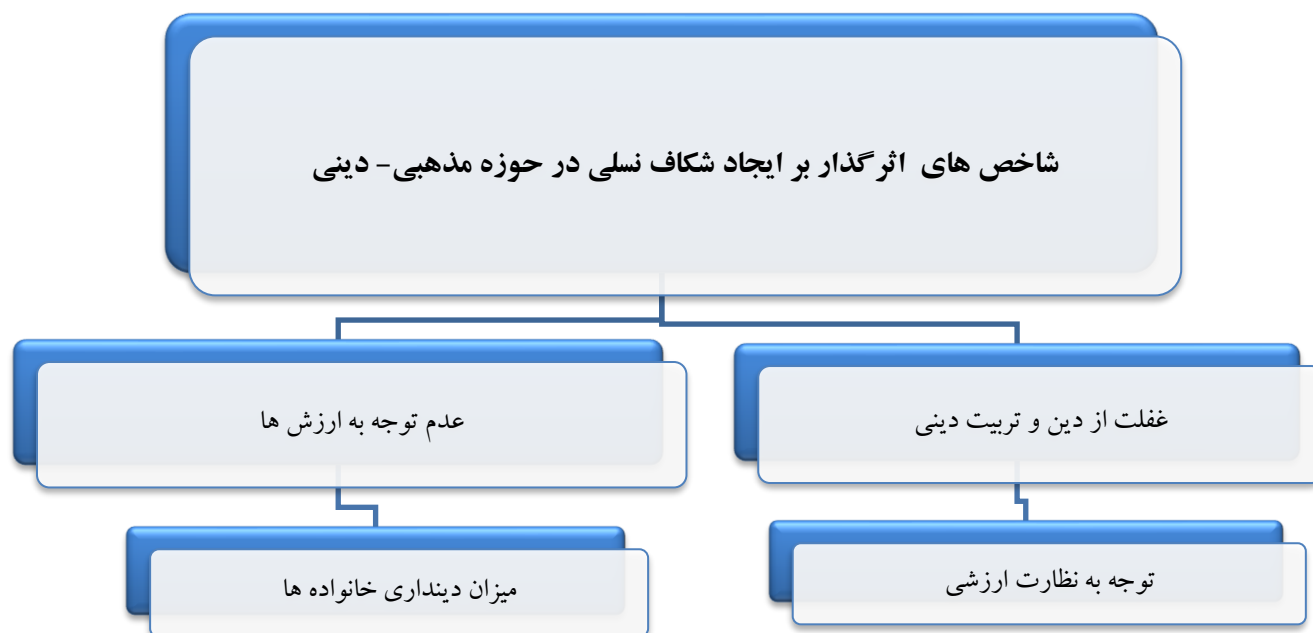 شاخص های اثرگذار بر ایجاد شکاف نسلی در حوزه مذهبی- دینی
غفلت از دین و تربیت دینی
عدم توجه به ارزش ها
توجه به نظارت ارزشی
میزان دینداری خانواده ها